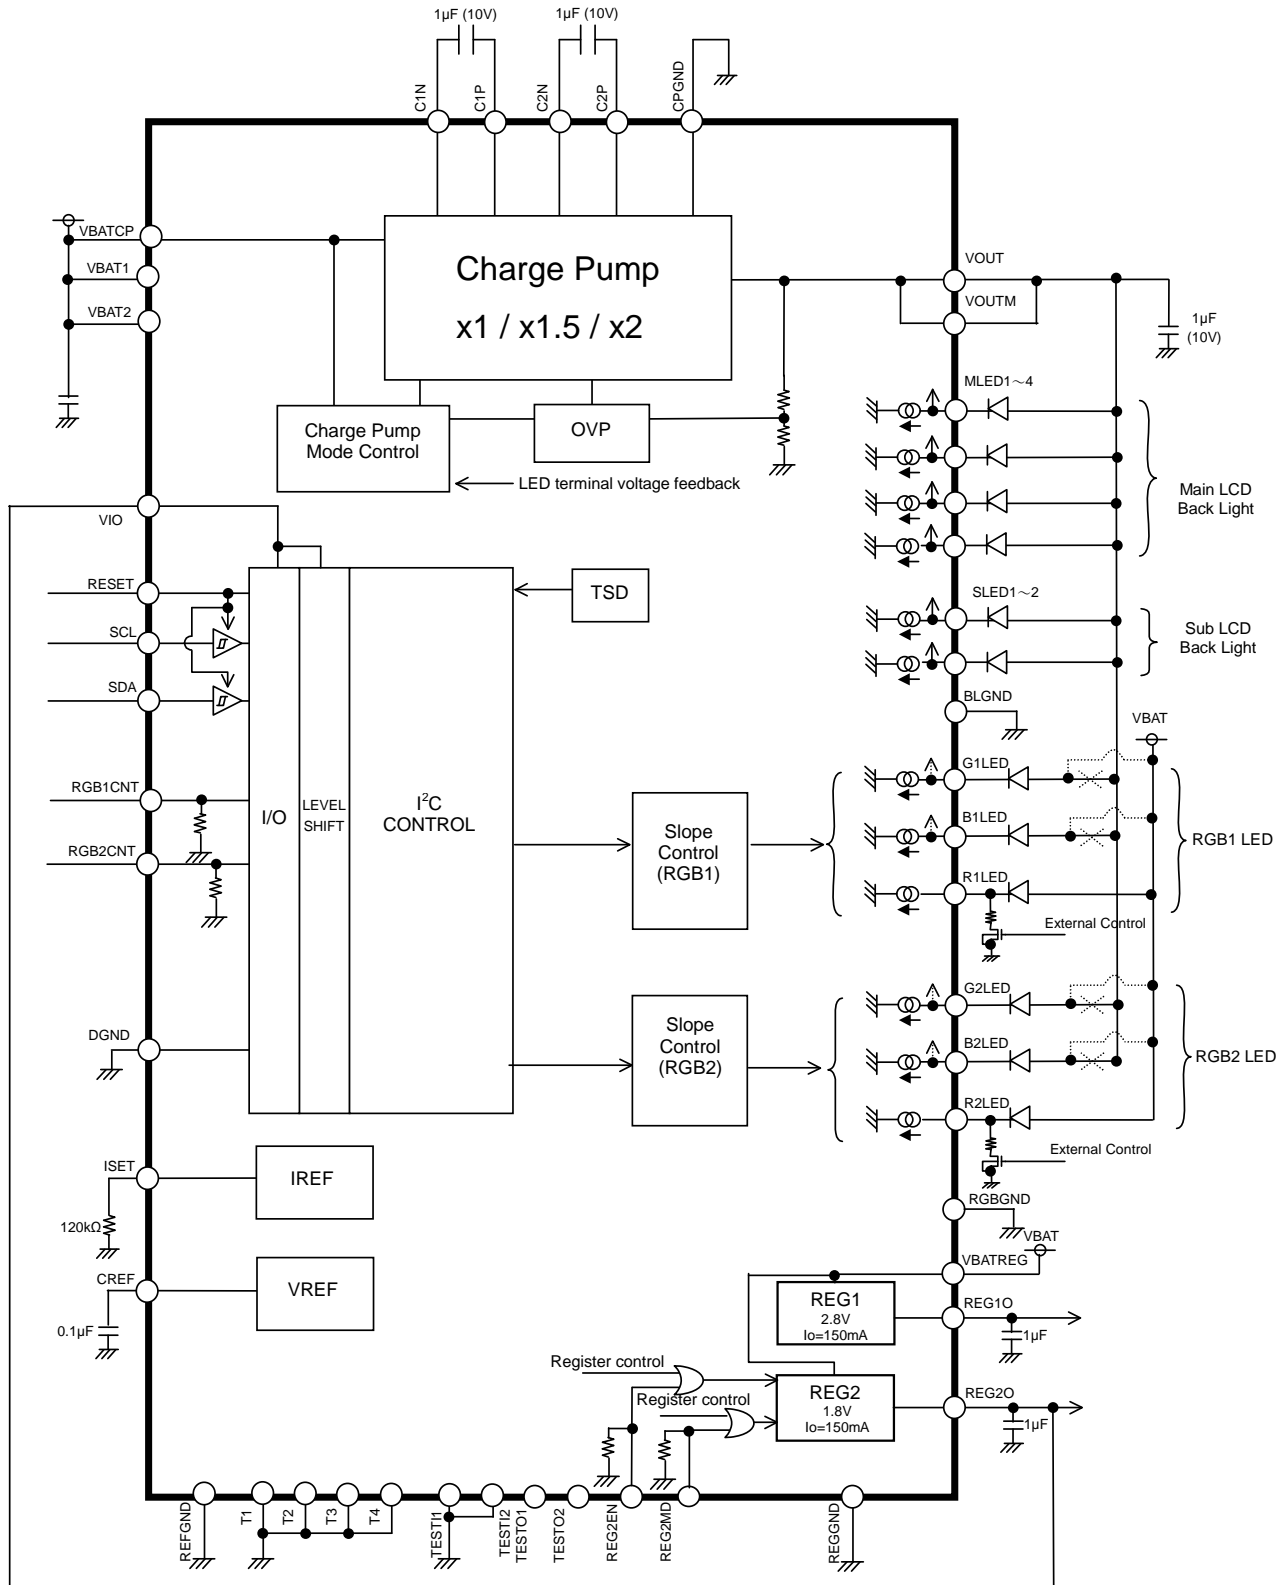 1μF (10V)
1μF (10V)
C1N
C1P
C2N
C2P
CPGND
VBATCP
VBAT1
VBAT2
Charge Pump
x1 / x1.5 / x2
VOUT
VOUTM
1μF
(10V)
Charge Pump
Mode Control
OVP
LED terminal voltage feedback
MLED1～4
Main LCD
Back Light
VIO
RESET
SCL
SDA
TSD
SLED1～2
Sub LCD
Back Light
BLGND
VBAT
RGB1CNT
RGB2CNT
I/O
LEVEL
SHIFT
I²C
CONTROL
Slope
Control
(RGB1)
G1LED
B1LED
R1LED
RGB1 LED
External Control
DGND
Slope
Control
(RGB2)
G2LED
B2LED
R2LED
RGB2 LED
External Control
ISET
IREF
120kΩ
RGBGND
VBAT
VBATREG
CREF
VREF
0.1μF
REG1
2.8V
Io=150mA
REG1O
1μF
Register control
Register control
REG2
1.8V
Io=150mA
REG2O
1μF
REFGND
T1
T2
T3
T4
TESTI1
TESTI2
TESTO1
TESTO2
REG2EN
REG2MD
REGGND